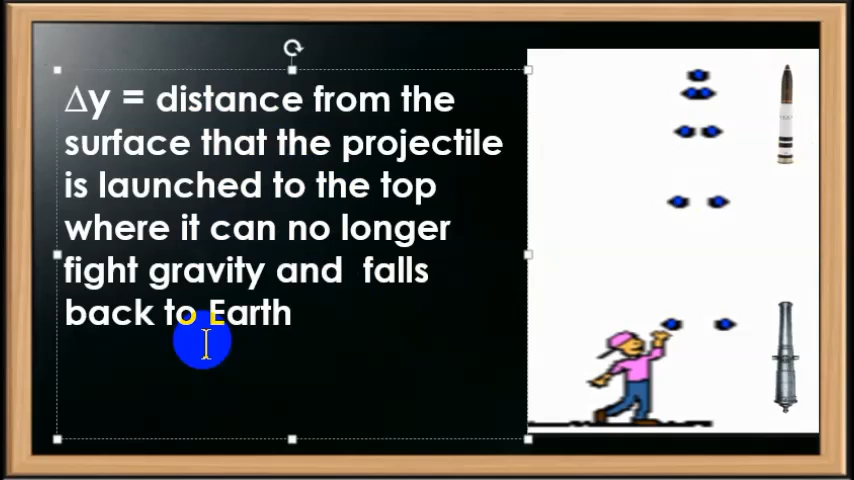 ∆y = distance from the
surface that the projectile
is launched to the top
where it can no longer
fight gravity and  falls
back to Earth